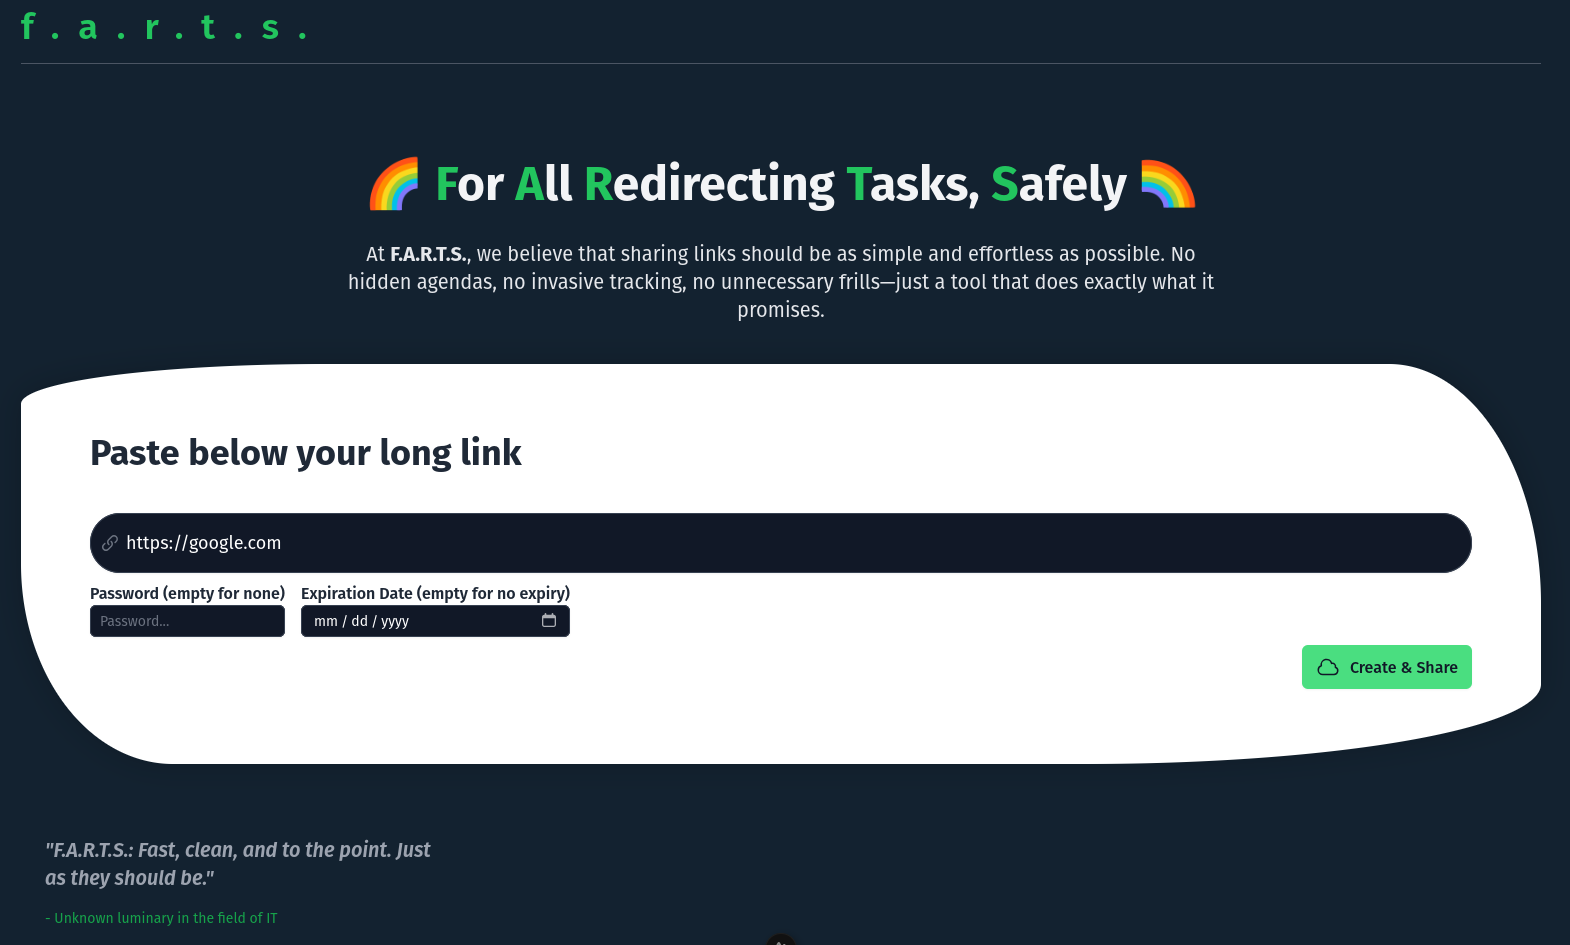 f.a.r.t.s.
For All Redirecting Tasks, Safely
At F.A.R.T.S., we believe that sharing links should be as simple and effortless as possible. No
hidden agendas, no invasive tracking, no unnecessary frills—just a tool that does exactly what it
promises.
Paste below your long link
https://google.com
Password (empty for none) Expiration Date (empty for no expiry)
Password... mm / dd / yyyy
Create & Share
"F.A.R.T.S.: Fast, clean, and to the point. Just
as they should be."
- Unknown luminary in the field of IT